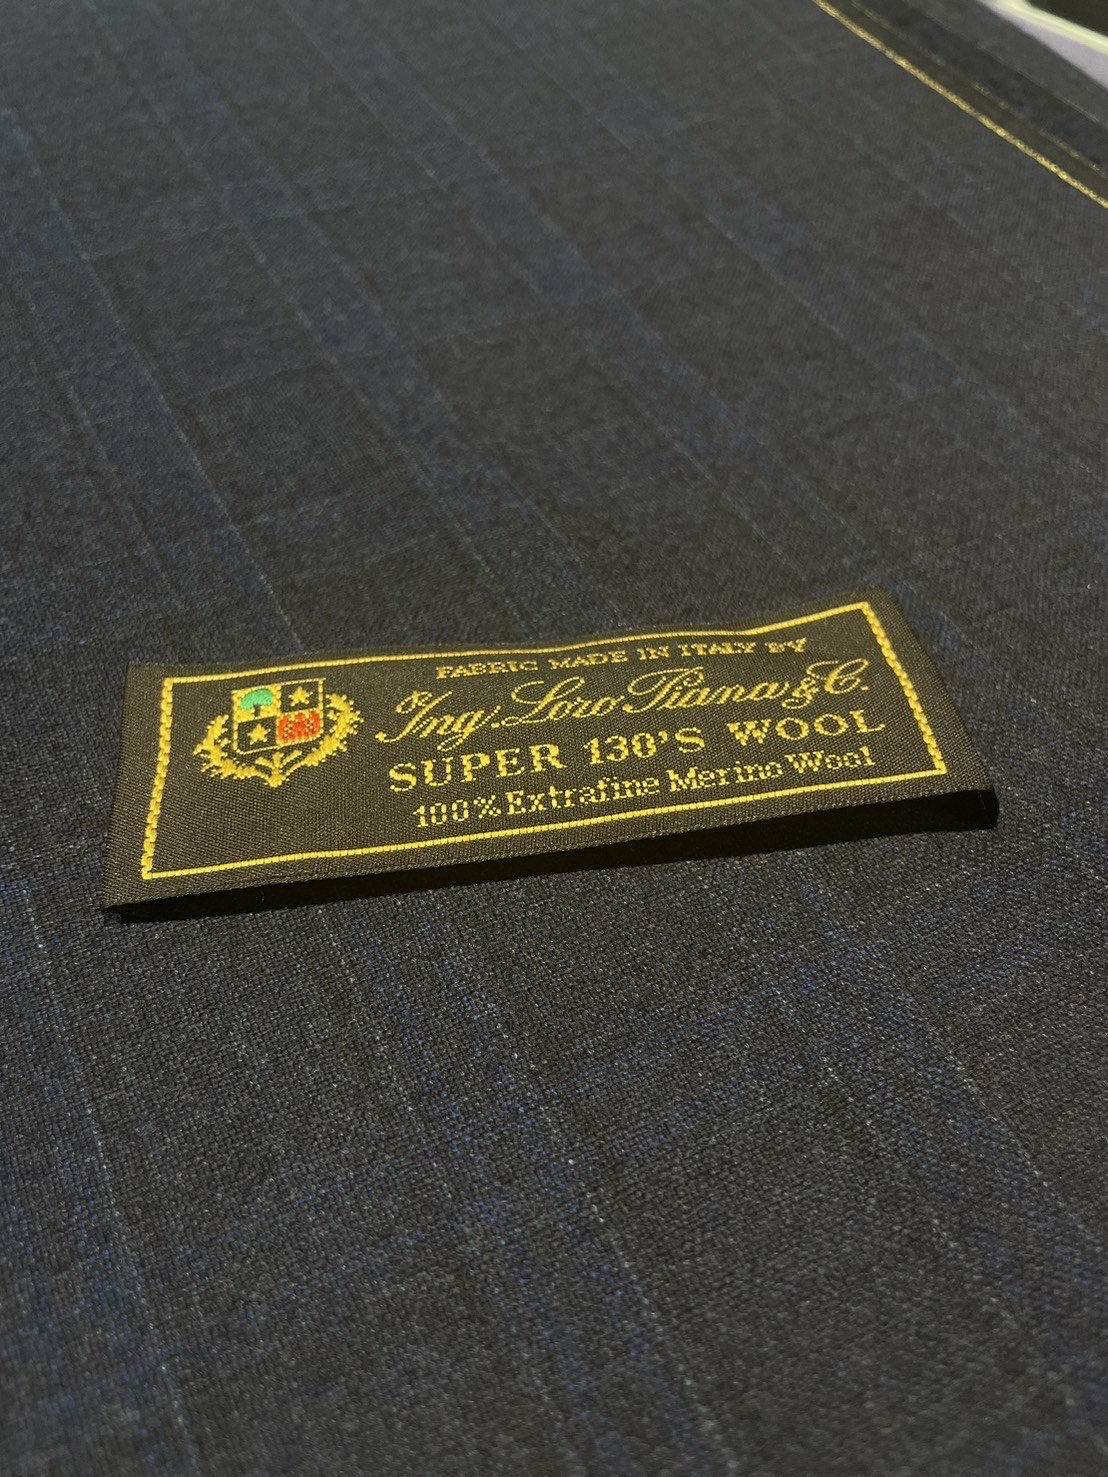 FABRIC MADE IN ITALY BY
Ing. Loro Piana & C.
SUPER 130'S WOOL
100% Extrafine Merino Wool